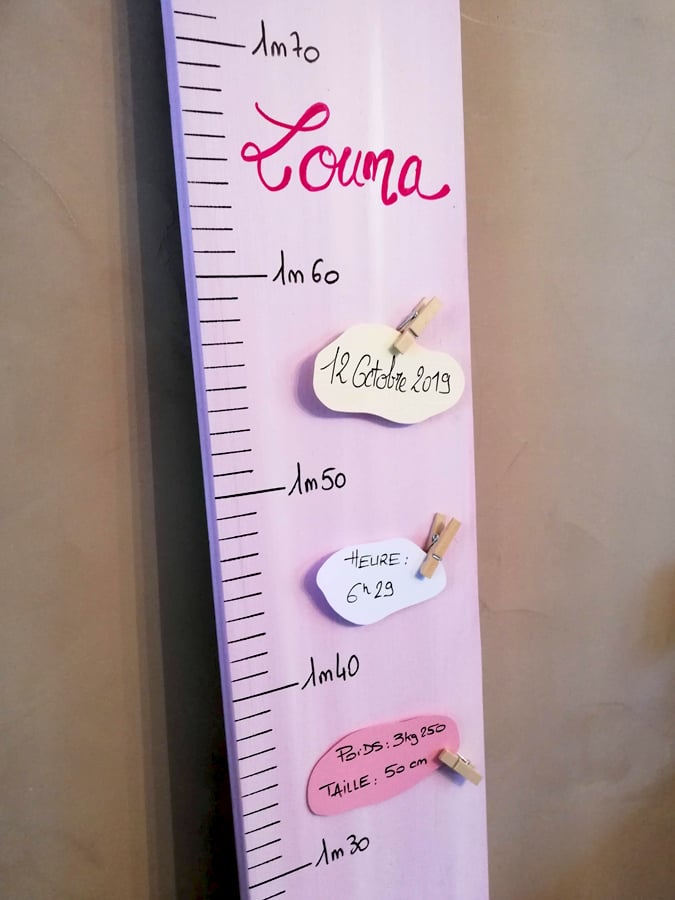 1m70
Louna
1m60
12 Octobre 2019
1m50
HEURE:
6h29
1m40
POIDS: 3kg250
TAILLE: 50 cm
1m30